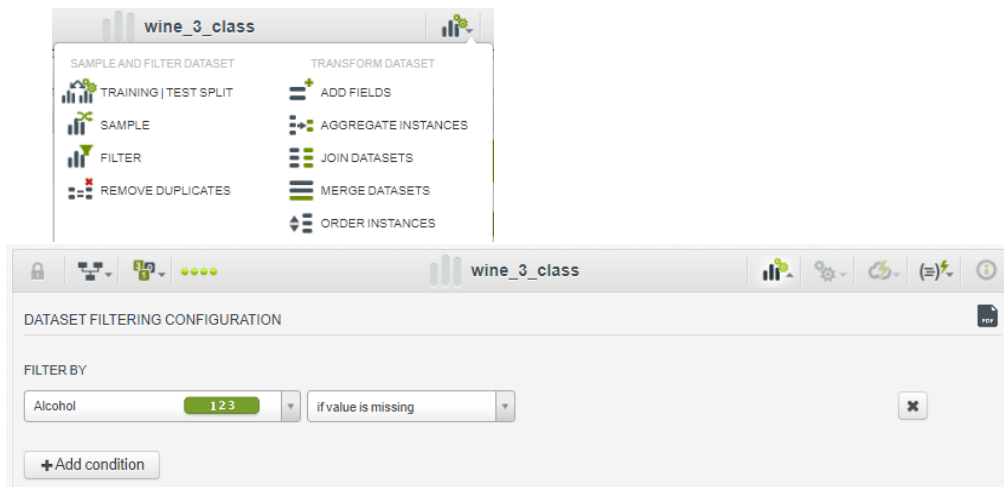 wine_3_class
SAMPLE AND FILTER DATASET
TRAINING | TEST SPLIT
SAMPLE
FILTER
REMOVE DUPLICATES
TRANSFORM DATASET
ADD FIELDS
AGGREGATE INSTANCES
JOIN DATASETS
MERGE DATASETS
ORDER INSTANCES
wine_3_class
(=)
DATASET FILTERING CONFIGURATION
PDF
FILTER BY
Alcohol 123 if value is missing
+Add condition